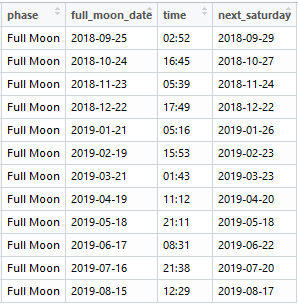 phase full_moon_date time next_saturday
Full Moon 2018-09-25 02:52 2018-09-29
Full Moon 2018-10-24 16:45 2018-10-27
Full Moon 2018-11-23 05:39 2018-11-24
Full Moon 2018-12-22 17:49 2018-12-22
Full Moon 2019-01-21 05:16 2019-01-26
Full Moon 2019-02-19 15:53 2019-02-23
Full Moon 2019-03-21 01:43 2019-03-23
Full Moon 2019-04-19 11:12 2019-04-20
Full Moon 2019-05-18 21:11 2019-05-18
Full Moon 2019-06-17 08:31 2019-06-22
Full Moon 2019-07-16 21:38 2019-07-20
Full Moon 2019-08-15 12:29 2019-08-17